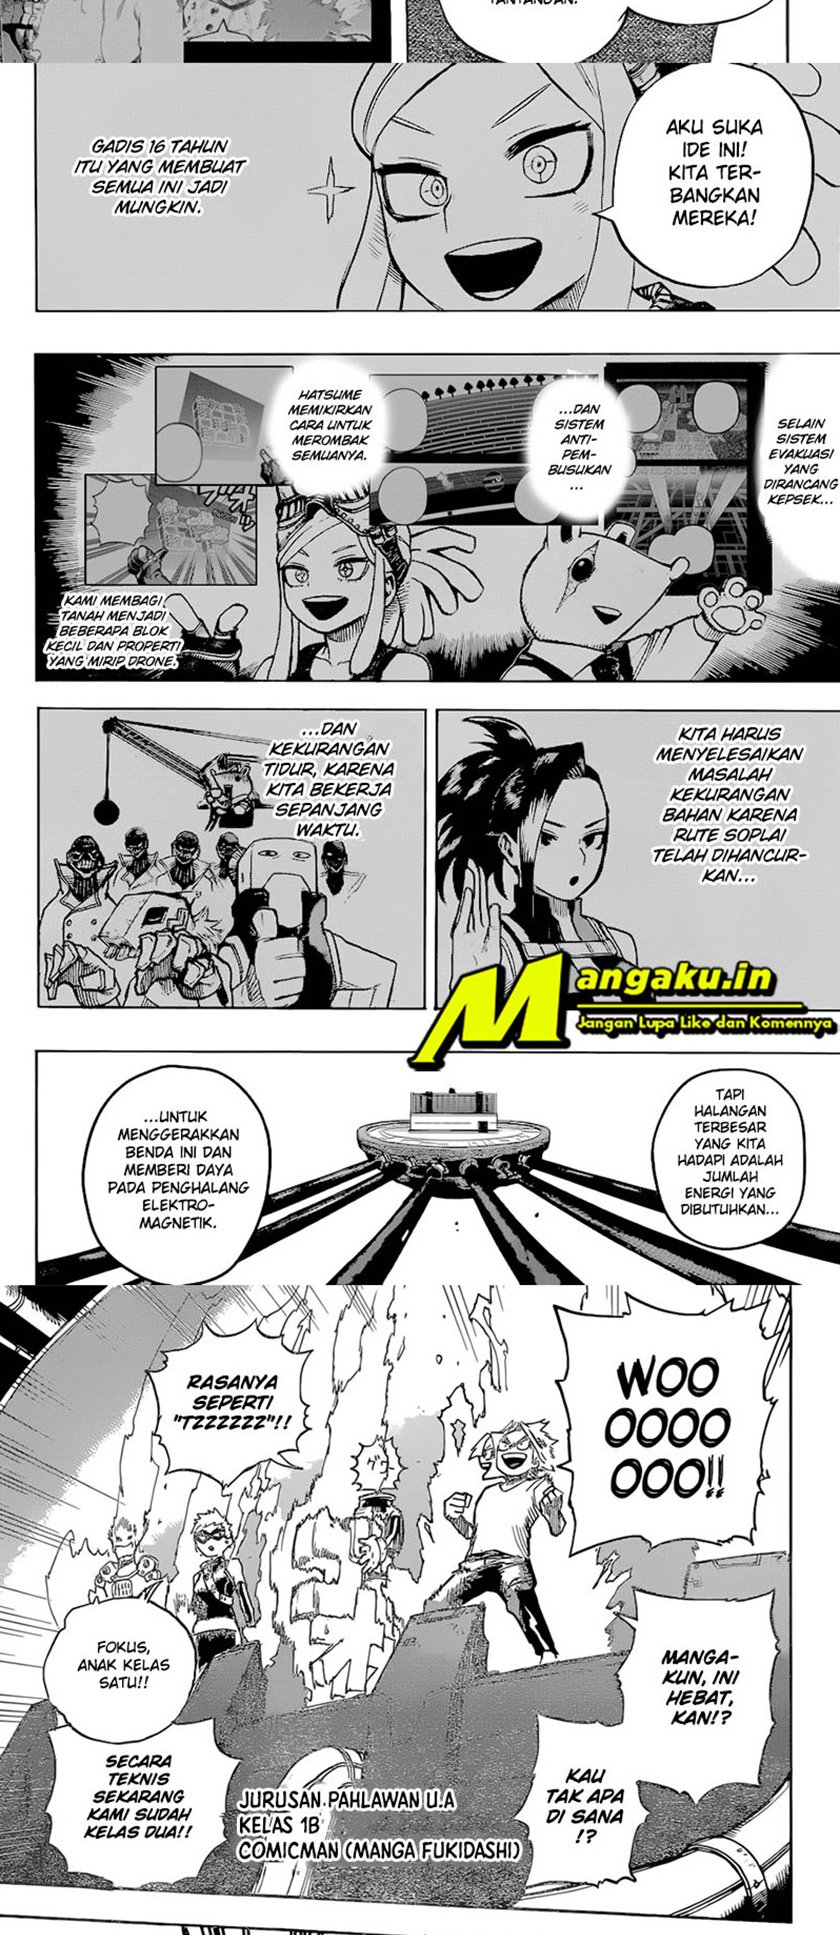 TANTANGAN.
AKU SUKA
IDE INI!
KITA TER-
BANGKAN
MEREKA!
GADIS 16 TAHUN
ITU YANG MEMBUAT
SEMUA INI JADI
MUNGKIN.
SELAIN
SISTEM
EVAKUASI
YANG
DIRANCANG
KEPSEK...
...DAN
SISTEM
ANTI-
PEM-
BUSUKAN
...
HATSUME
MEMIKIRKAN
CARA UNTUK
MEROMBAK
SEMUANYA.
KAMI MEMBAGI
TANAH MENJADI
BEBERAPA BLOK
KECIL DAN PROPERTI
YANG MIRIP DRONE.
KITA HARUS
MENYELESAIKAN
MASALAH
KEKURANGAN
BAHAN KARENA
RUTE SOPLAI
TELAH DIHANCUR-
KAN...
...DAN
KEKURANGAN
TIDUR, KARENA
KITA BEKERJA
SEPANJANG
WAKTU.
Mangaku.in
Jangan Lupa Like dan Komennya
TAPI
HALANGAN
TERBESAR
YANG KITA
HADAPI ADALAH
JUMLAH
ENERGI YANG
DIBUTUHKAN...
...UNTUK
MENGGERAKKAN
BENDA INI DAN
MEMBERI DAYA
PADA PENGHALANG
ELEKTRO-
MAGNETIK.
WOO
OOOO
OOO!!
RASANYA
SEPERTI
"TZZZZZZ"!!
MANGA-
KUN, INI
HEBAT,
KAN!?
KAU
TAK APA
DI SANA
!?
FOKUS,
ANAK KELAS
SATU!!
SECARA
TEKNIS
SEKARANG
KAMI SUDAH
KELAS DUA!!
JURUSAN PAHLAWAN U.A
KELAS 1B
COMICMAN (MANGA FUKIDASHI)